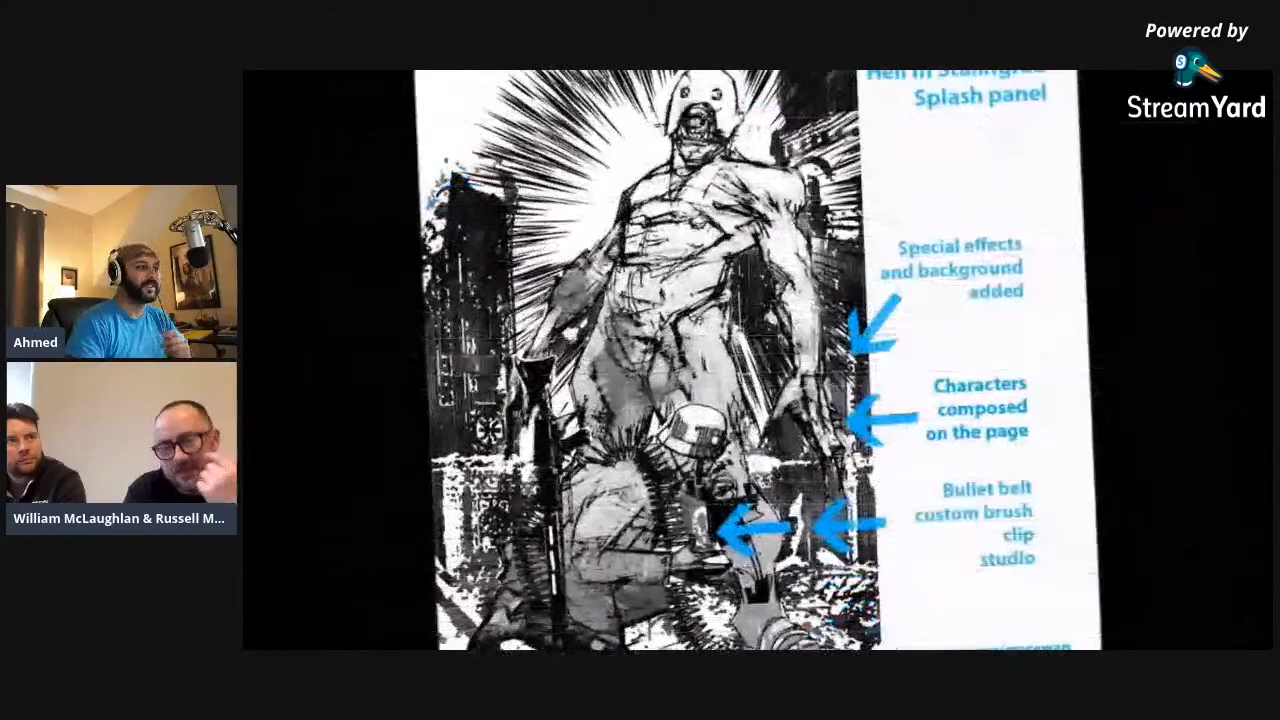 Powered by
StreamYard
Splash panel
Special effects
and background
added
Characters
composed
on the page
Bullet belt
custom brush
clip
studio
Ahmed
William McLaughlan & Russell M...